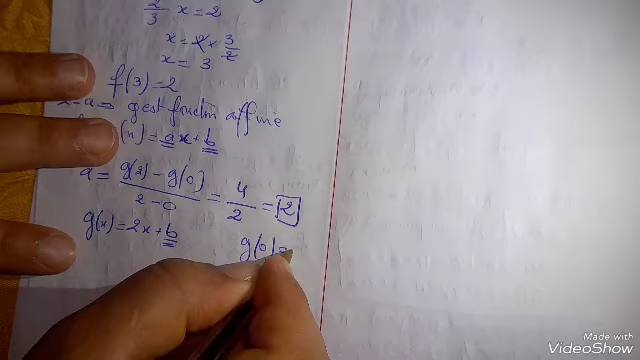 2/3 x = 2
x = 2 × 3/2
x = 3
f(3) = 2
g est fonction affine
(x) = ax + b
a = g(2) - g(0) / 2 - 0 = 4/2 = 2
g(x) = 2x + b
g(0) =
Made with
VideoShow